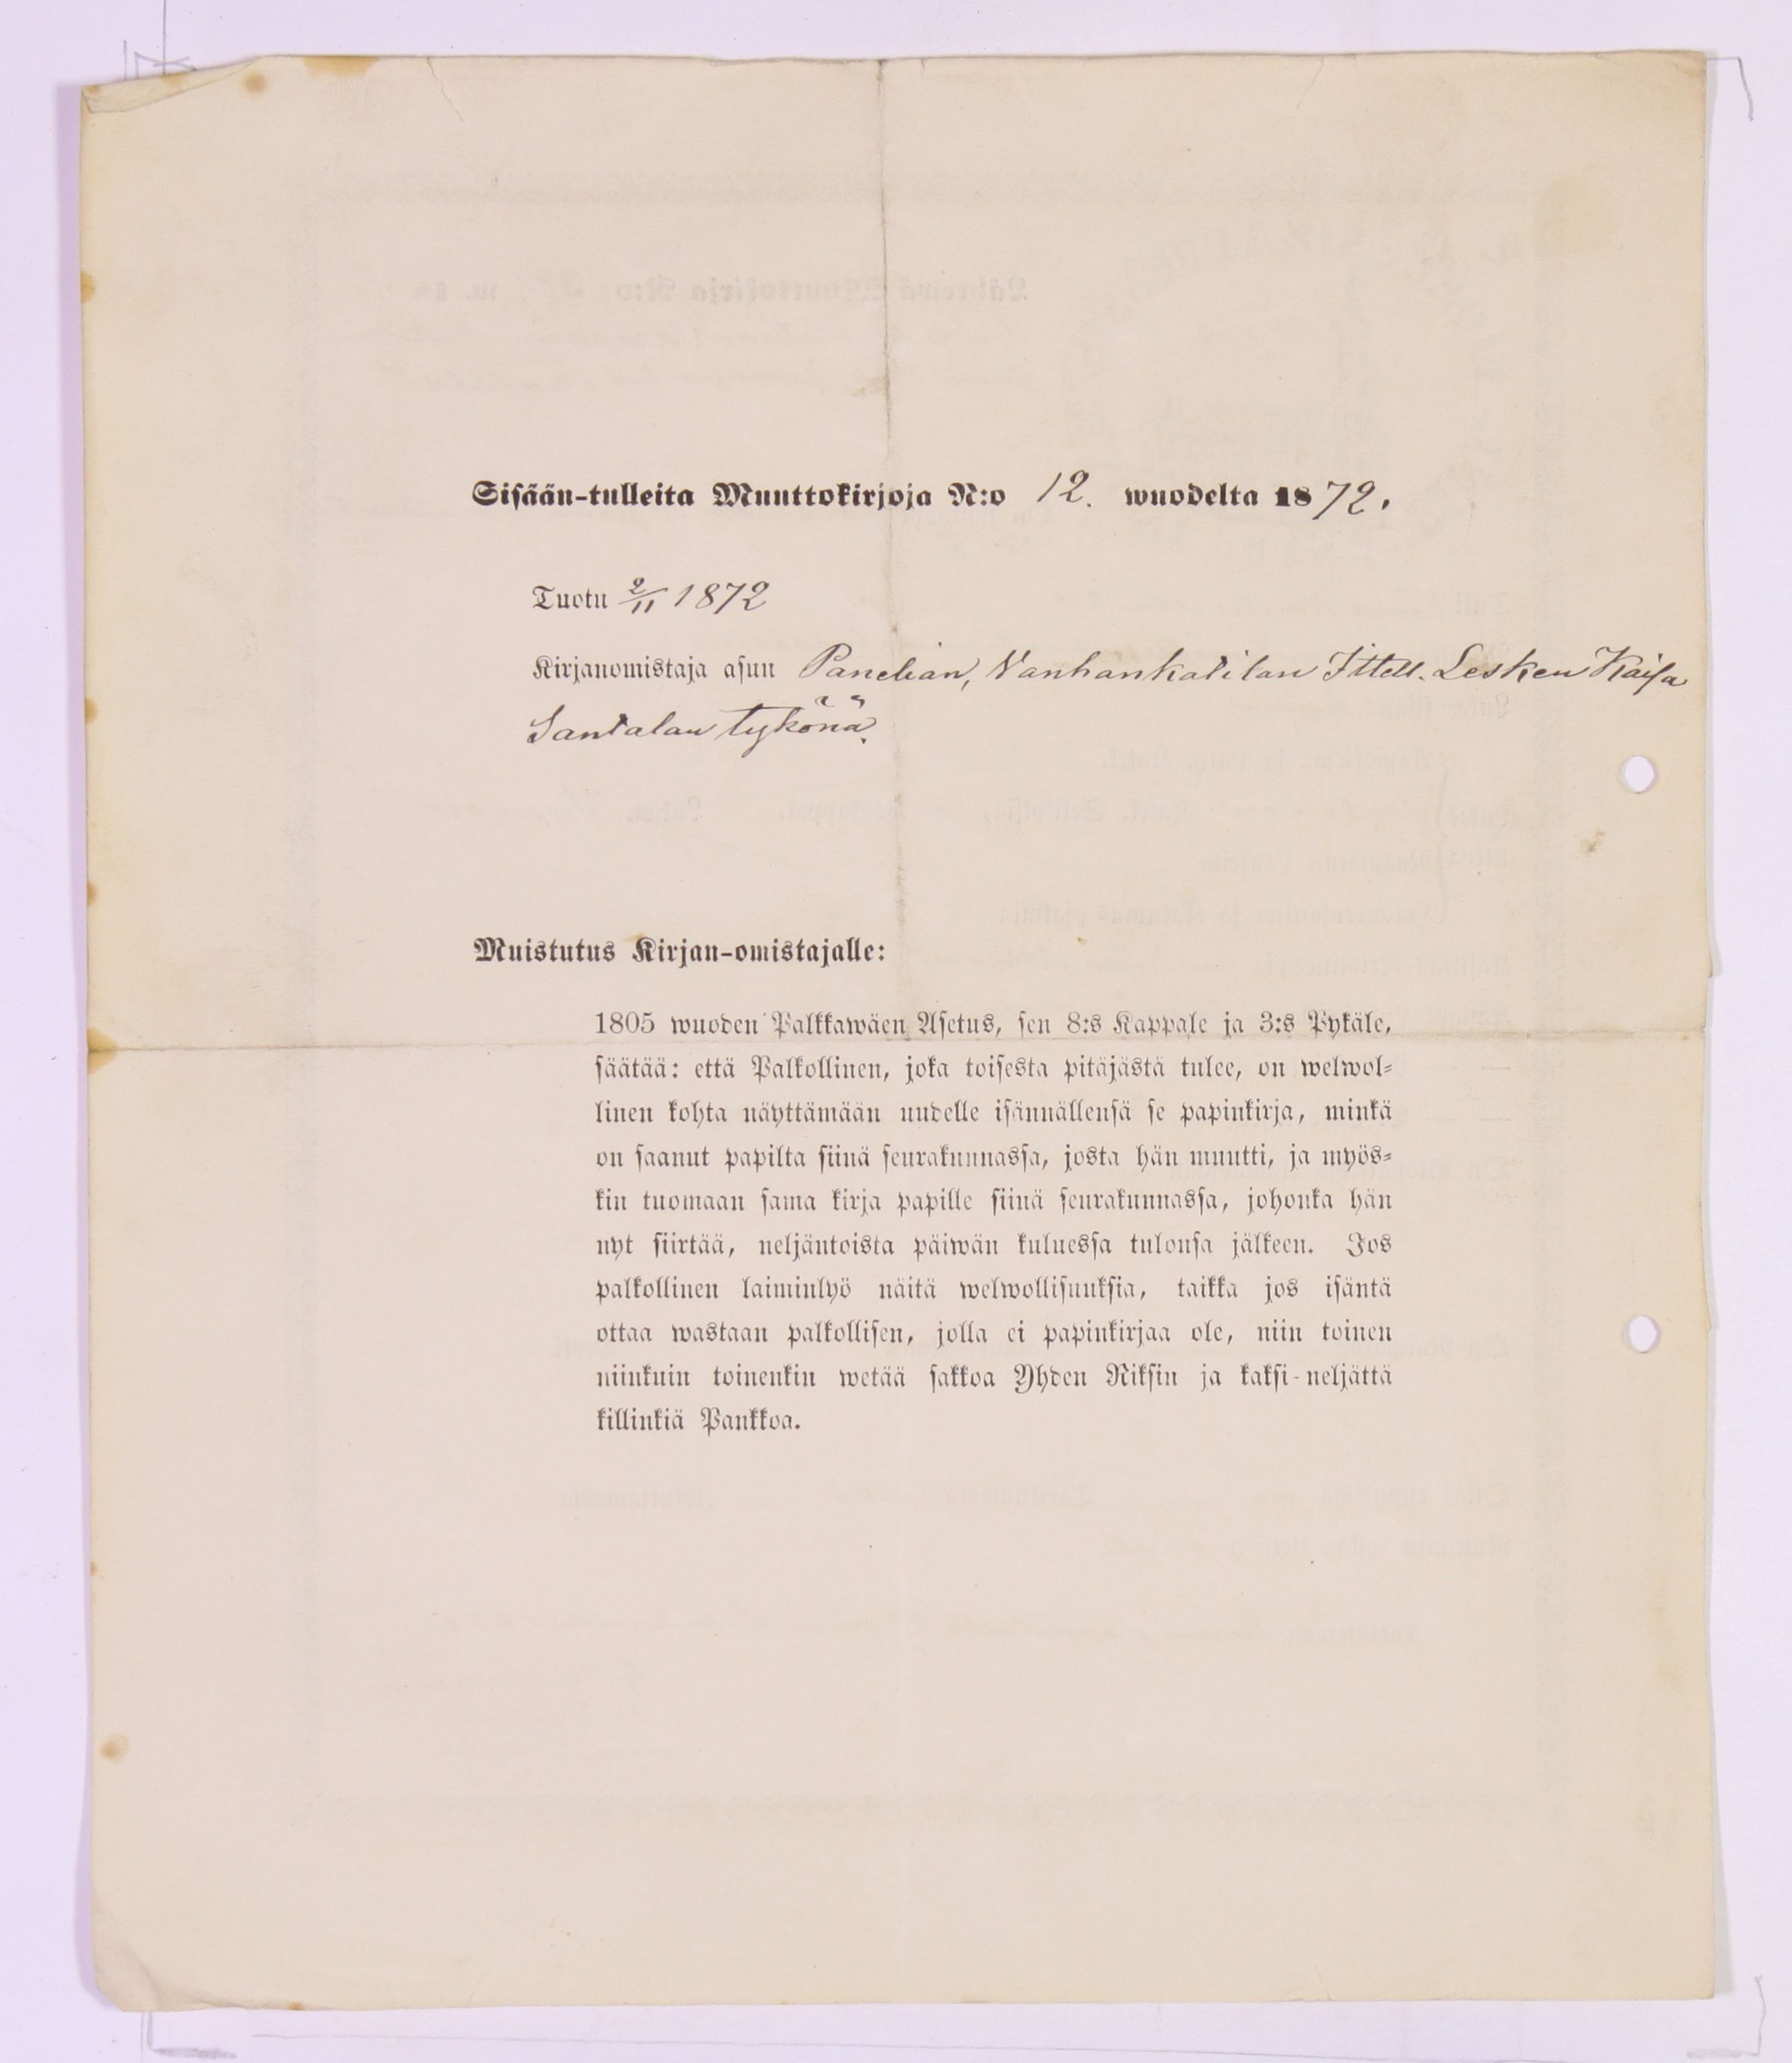 Sisään-tulleita Muuttokirjoja N:o 12. wuodelta 1872.
Tuotu 2/11 1872
Kirjanomistaja asuu Panelian, Vanhankatilan Ittell. Lesken Kaisa
Santalan tykönä.
Muistutus Kirjan-omistajalle:
1805 wuoden Palkkawäen Asetus, sen 8:s Kappale ja 3:s Pykäle,
säätää: että Palkollinen, joka toisesta pitäjästä tulee, on welwol-
linen kohta näyttämään uudelle isännällensä se papinkirja, minkä
on saanut papilta siinä seurakunnassa, josta hän muutti, ja myös-
kin tuomaan sama kirja papille siinä seurakunnassa, johonka hän
nyt siirtää, neljäntoista päiwän kuluessa tulonsa jälkeen. Jos
palkollinen laiminlyö näitä welwollisuuksia, taikka jos isäntä
ottaa wastaan palkollisen, jolla ei papinkirjaa ole, niin toinen
niinkuin toinenkin wetää sakkoa Yhden Riksin ja kaksi-neljättä
killinkiä Pankkoa.